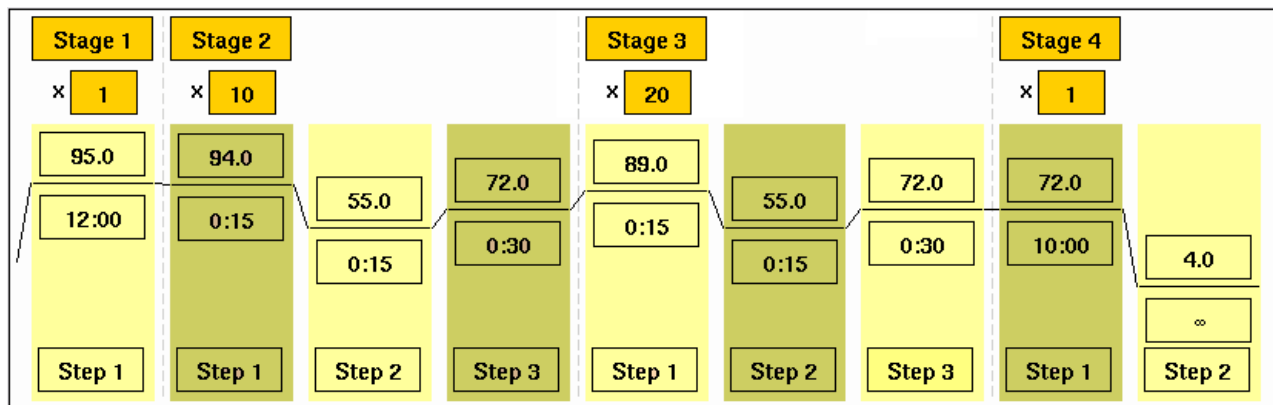 Stage 1 Stage 2 Stage 3 Stage 4
x 1 x 10 x 20 x 1
95.0 94.0 55.0 72.0 89.0 55.0 72.0 72.0 4.0
12:00 0:15 0:15 0:30 0:15 0:15 0:30 10:00 ∞
Step 1 Step 1 Step 2 Step 3 Step 1 Step 2 Step 3 Step 1 Step 2